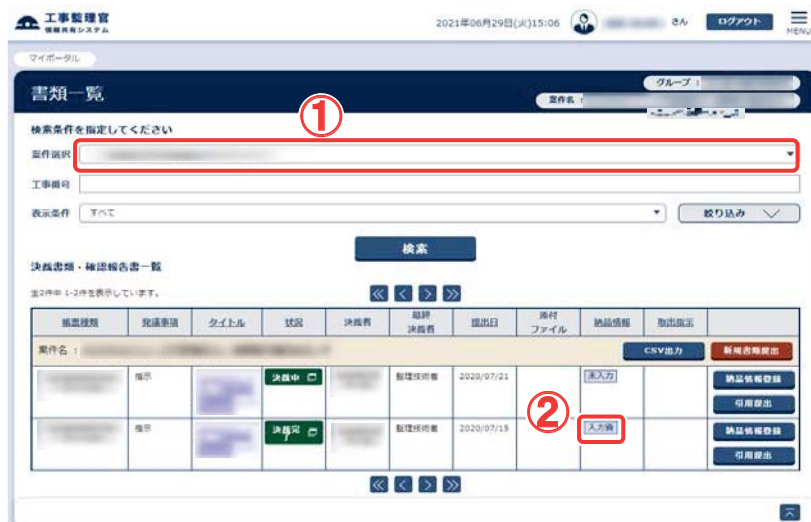 工事監理官
情報共有システム
2021年06月29日(火)15:06
さん
ログアウト
MENU
マイポータル
書類一覧
グループ：
案件名：
①
検索条件を指定してください
案件選択
工事番号
表示条件
すべて
絞り込み
検索
決裁書類・確認報告書一覧
全2件中 1-2件を表示しています。
帳票種類 発議事項 タイトル 状況 決裁者 最終決裁者 提出日 添付ファイル 納品情報 取出指示
案件名：
CSV出力
新規書類提出
指示 決裁中 監理技術者 2020/07/21 未入力 納品情報登録
引用提出
②
指示 決裁完了 監理技術者 2020/07/15 入力済 納品情報登録
引用提出